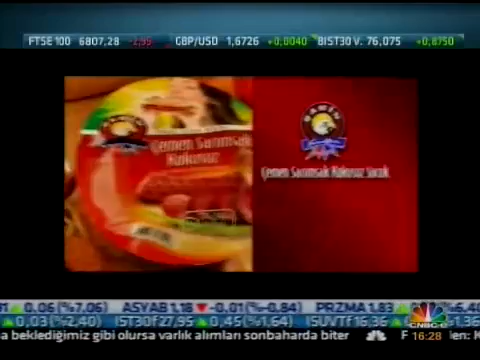 FTSE 100 6807,28 -2,95 GBP/USD 1,6726 +0,0040 BIST30 V. 76,075 +0,8750
Çemen Sarımsak
Kokusuz
NAMLI
Çemen Sarımsak Kokusuz Sucuk
0.06 (%7,06) ASYAB 1.18 -0.01 (%-0,84) PRZMA 1.83
0,03 (%2,40) IST30F 27,95 0,45 (%1,64) ISUVTf 16,36
CNBC-e
a beklediğimiz gibi olursa varlık alımları sonbaharda biter
F 16:28